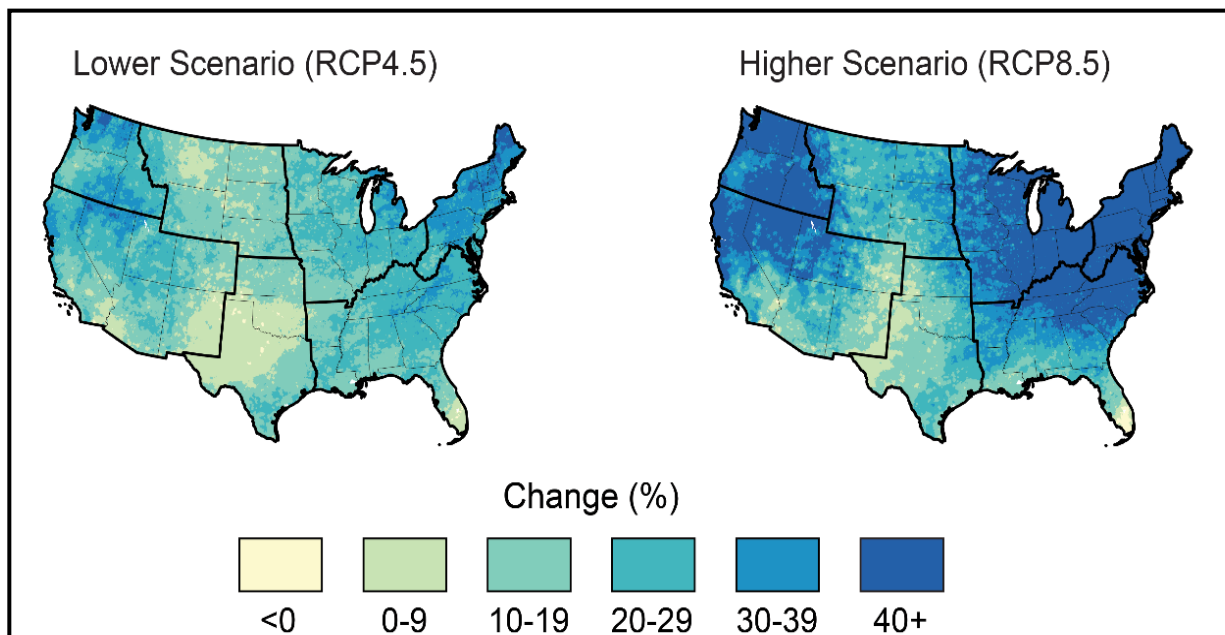 Lower Scenario (RCP4.5)
Higher Scenario (RCP8.5)
Change (%)
<0
0-9
10-19
20-29
30-39
40+